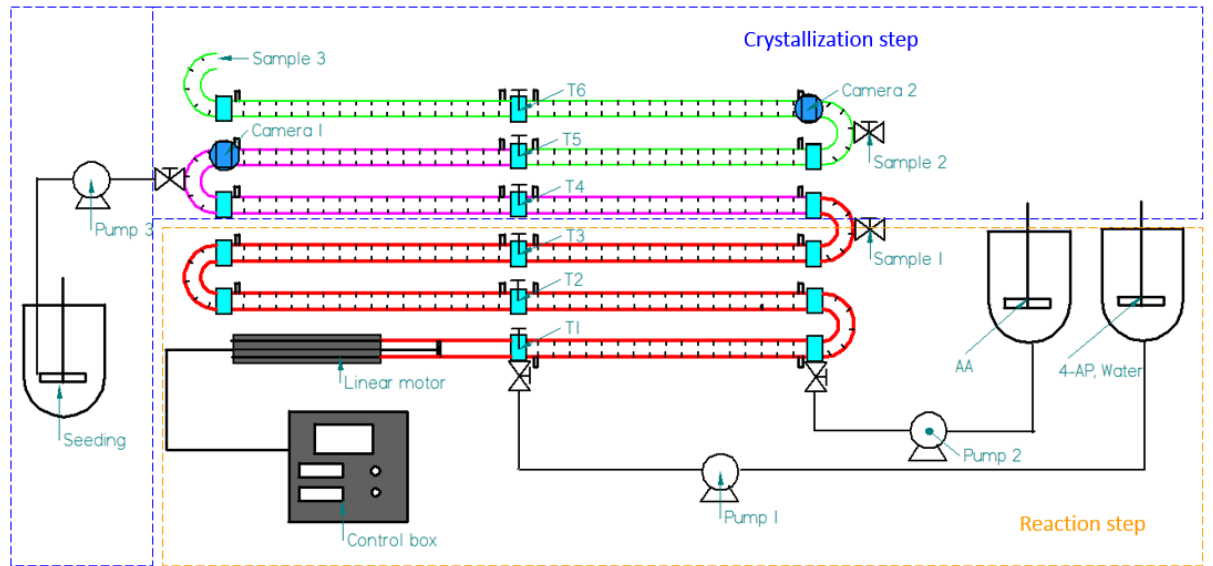 Crystallization step
Sample 3
T6
Camera 2
Camera 1
T5
Sample 2
T4
Pump 3
T3
Sample 1
T2
T1
Linear motor
AA
4-AP, Water
Seeding
Pump 2
Pump 1
Reaction step
Control box